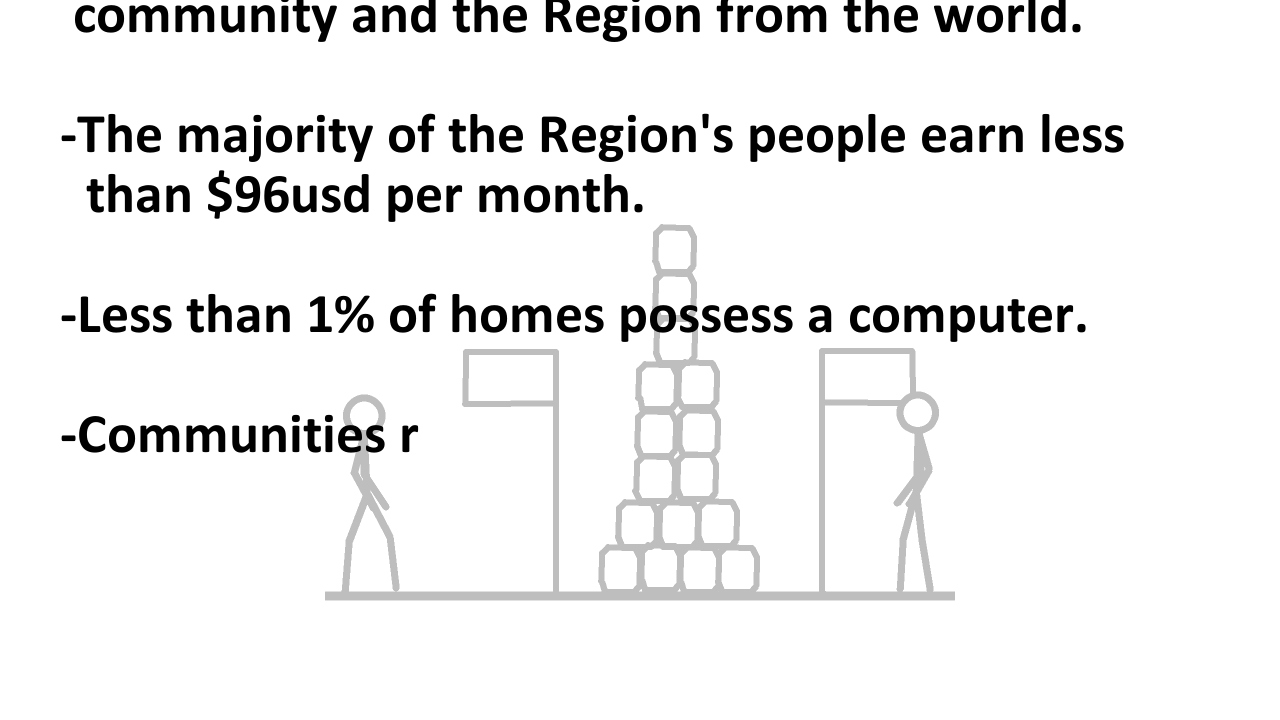 community and the Region from the world.
-The majority of the Region's people earn less
than $96usd per month.
-Less than 1% of homes possess a computer.
-Communities r